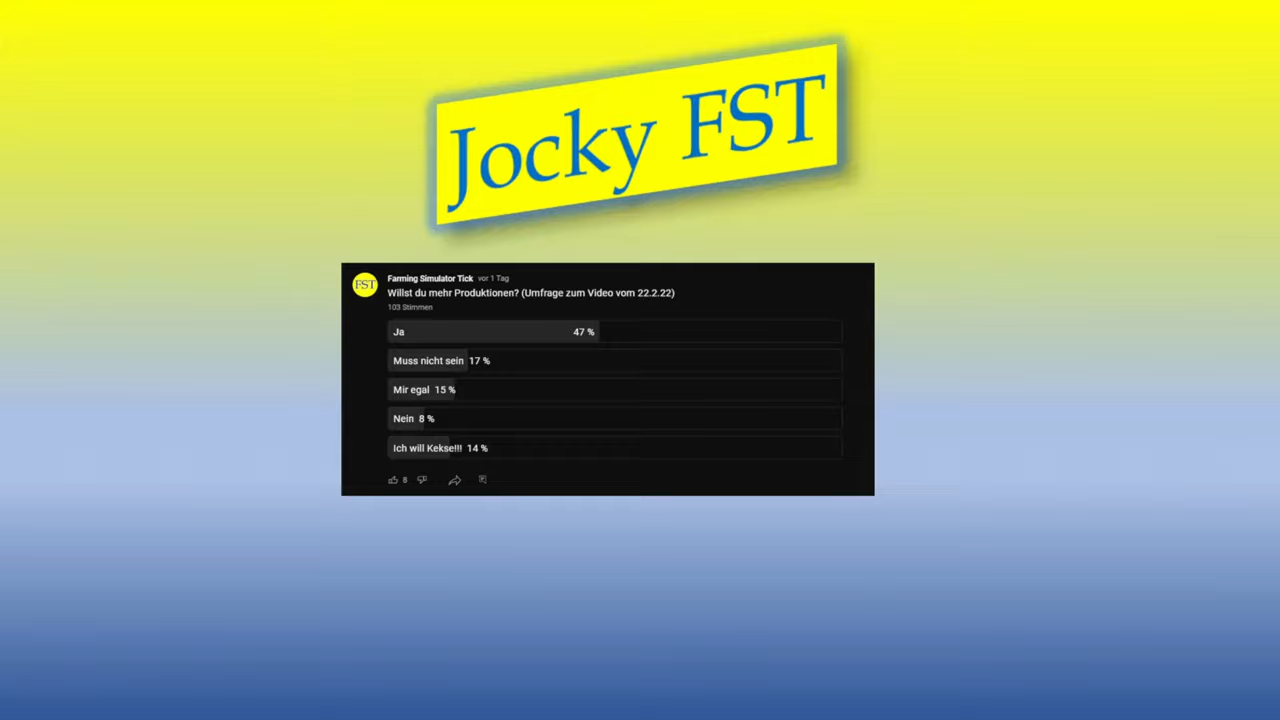 Jocky FST
FST
Farming Simulator Tick vor 1 Tag
Willst du mehr Produktionen? (Umfrage zum Video vom 22.2.22)
103 Stimmen
Ja 47 %
Muss nicht sein 17 %
Mir egal 15 %
Nein 8 %
Ich will Kekse!!! 14 %
8